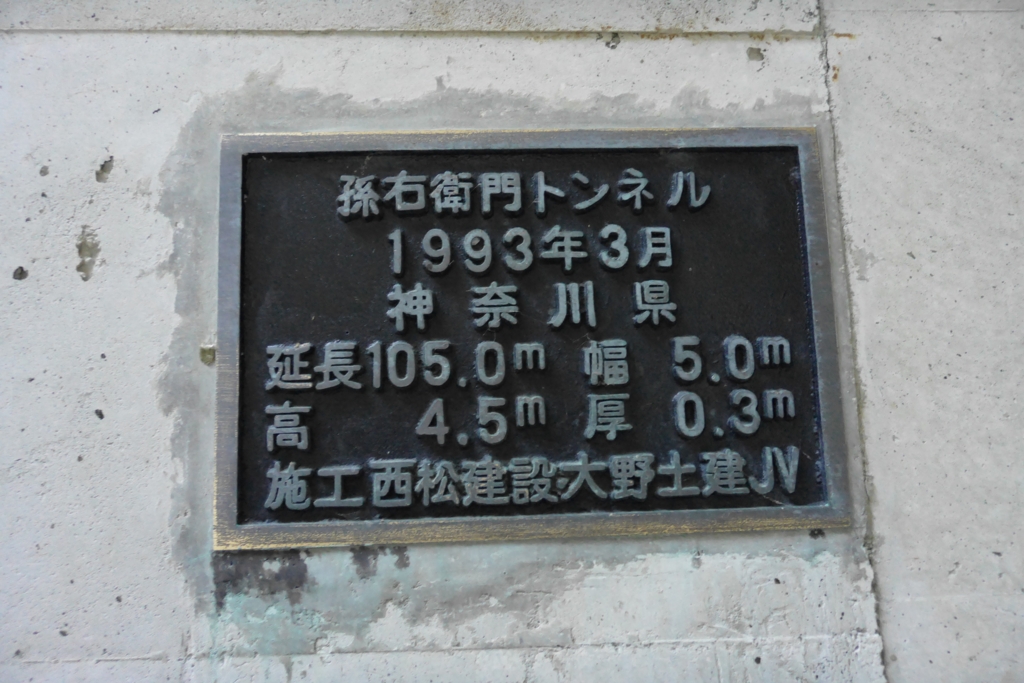 孫右衛門トンネル
1993年3月
神奈川県
延長105.0m 幅 5.0m
高 4.5m 厚 0.3m
施工西松建設大野土建JV